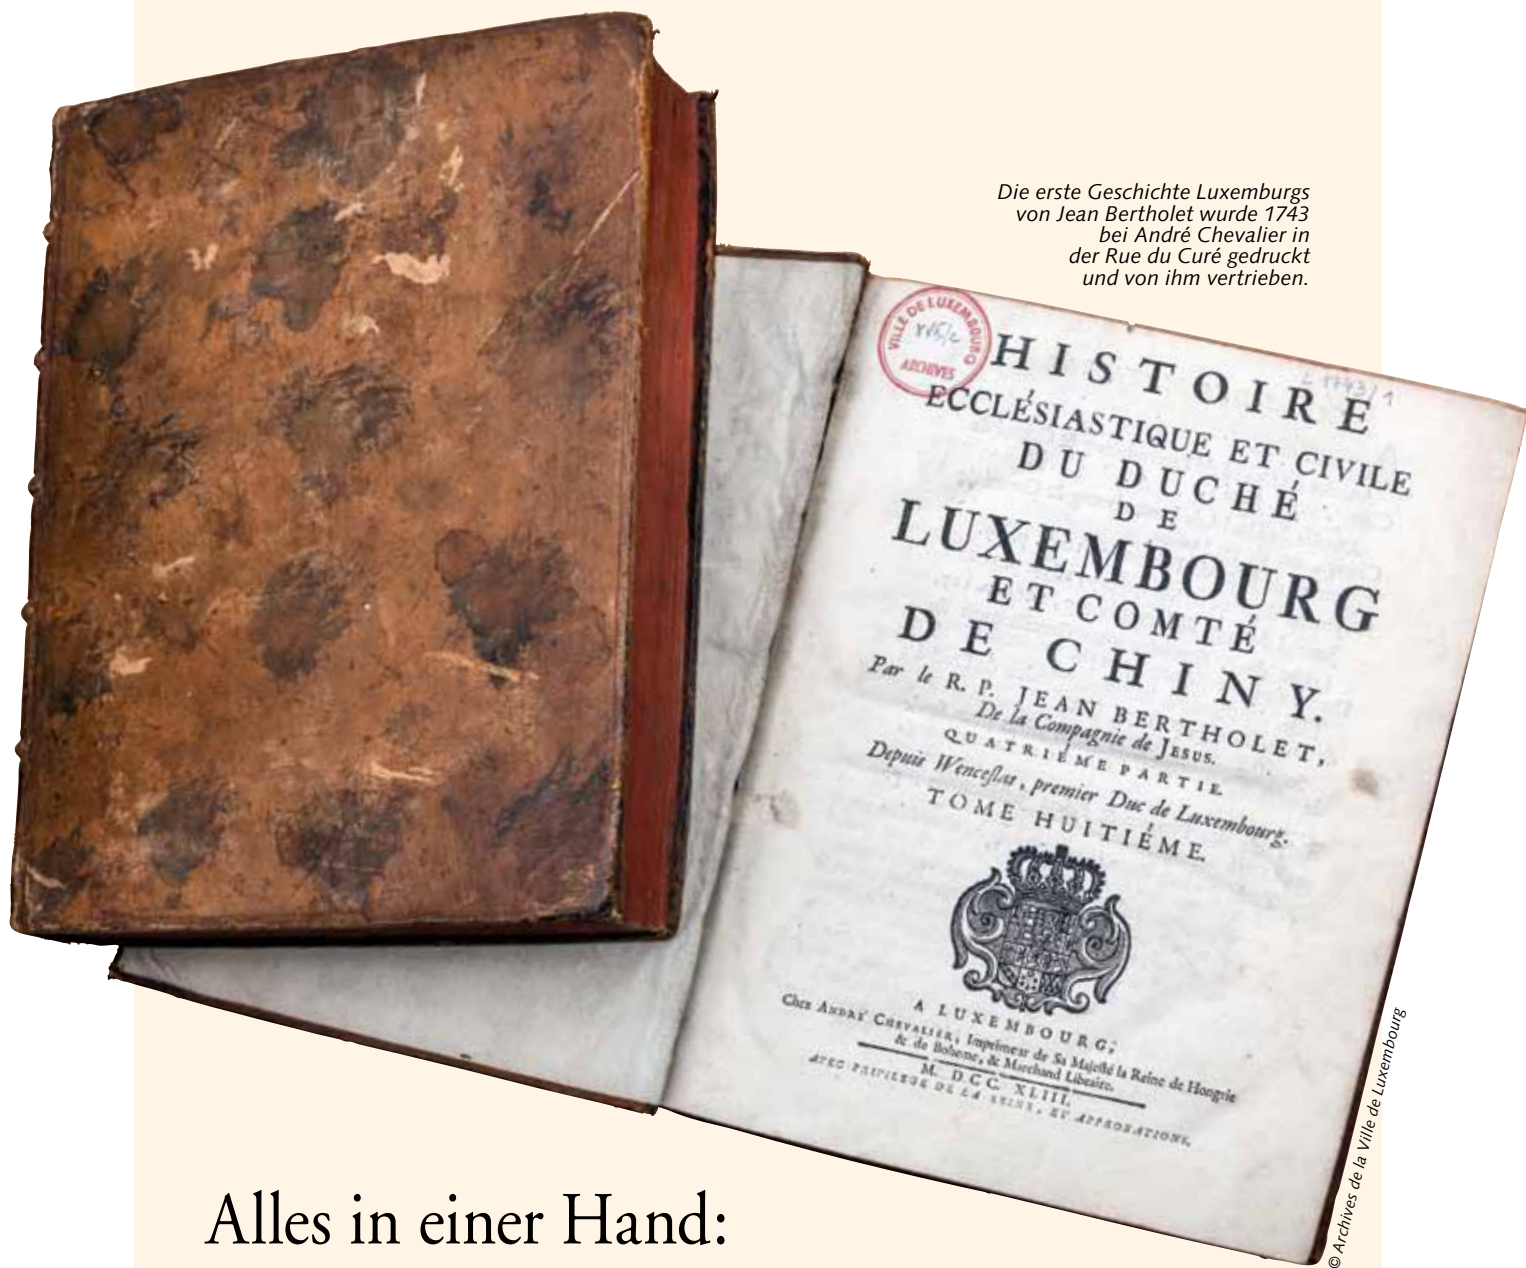 Die erste Geschichte Luxemburgs
von Jean Bertholet wurde 1743
bei André Chevalier in
der Rue du Curé gedruckt
und von ihm vertrieben.
VILLE DE LUXEMBOURG
ARCHIVES
L 1743/1
HISTOIRE
ECCLÉSIASTIQUE ET CIVILE
DU DUCHÉ
DE
LUXEMBOURG
ET COMTÉ
DE CHINY.
Par le R. P. JEAN BERTHOLET,
De la Compagnie de JESUS.
QUATRIÉME PARTIE.
Depuis Wenceslas, premier Duc de Luxembourg.
TOME HUITIÉME.
A LUXEMBOURG,
Chez ANDRÉ CHEVALIER, Imprimeur de Sa Majesté la Reine de Hongrie
& de Boheme, & Marchand Libraire.
M. DCC. XLIII.
AVEC PRIVILEGE DE LA REINE, ET APPROBATIONS.
© Archives de la Ville de Luxembourg
Alles in einer Hand: